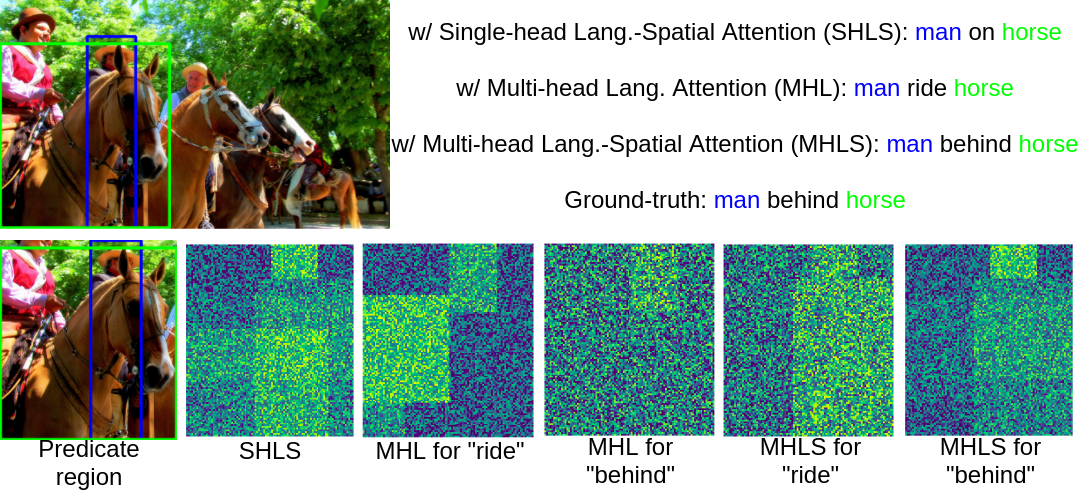 w/ Single-head Lang.-Spatial Attention (SHLS): man on horse
w/ Multi-head Lang. Attention (MHL): man ride horse
w/ Multi-head Lang.-Spatial Attention (MHLS): man behind horse
Ground-truth: man behind horse
Predicate
region
SHLS
MHL for "ride"
MHL for
"behind"
MHLS for
"ride"
MHLS for
"behind"